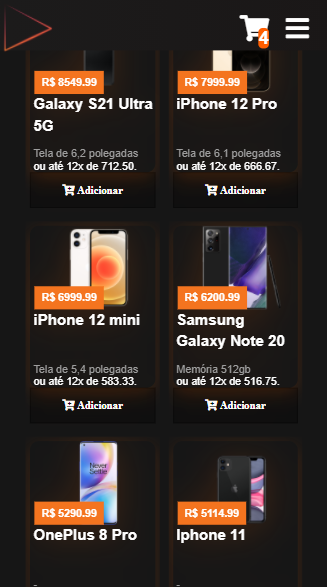 4
R$ 8549.99
Galaxy S21 Ultra
5G
Tela de 6,2 polegadas
ou até 12x de 712.50.
Adicionar
R$ 7999.99
iPhone 12 Pro
Tela de 6,1 polegadas
ou até 12x de 666.67.
Adicionar
R$ 6999.99
iPhone 12 mini
Tela de 5,4 polegadas
ou até 12x de 583.33.
Adicionar
R$ 6200.99
Samsung
Galaxy Note 20
Memória 512gb
ou até 12x de 516.75.
Adicionar
Never
Settle
R$ 5290.99
OnePlus 8 Pro
R$ 5114.99
Iphone 11